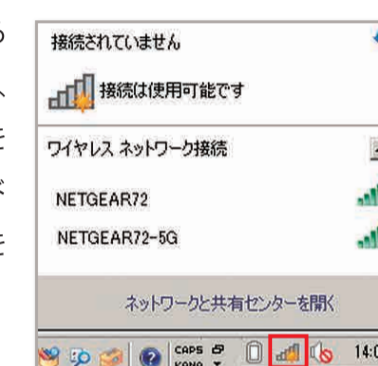 接続されていません
接続は使用可能です
ワイヤレス ネットワーク接続
NETGEAR72
NETGEAR72-5G
ネットワークと共有センターを開く
CAPS
KANA
14:0